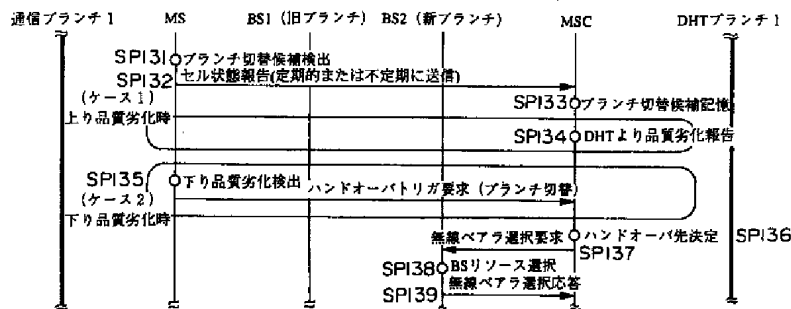 通信ブランチ1 MS BS1 (旧ブランチ) BS2 (新ブランチ) MSC DHTブランチ1
SP131 ブランチ切替候補検出
SP132 セル状態報告(定期的または不定期に送信)
SP133 ブランチ切替候補記憶
(ケース1)
上り品質劣化時
SP134 DHTより品質劣化報告
SP135 下り品質劣化検出
ハンドオーバトリガ要求 (ブランチ切替)
(ケース2)
下り品質劣化時
無線ベアラ選択要求 ハンドオーバ先決定 SP136
SP137
SP138 BSリソース選択
無線ベアラ選択応答
SP139